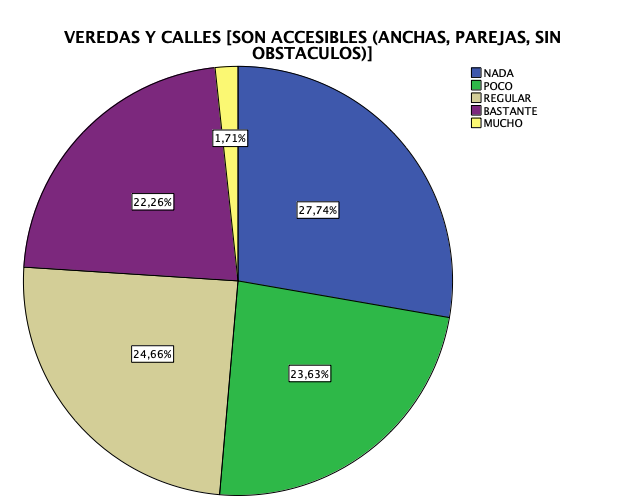 VEREDAS Y CALLES [SON ACCESIBLES (ANCHAS, PAREJAS, SIN
OBSTACULOS)]
NADA
POCO
REGULAR
BASTANTE
MUCHO
1,71%
22,26%
27,74%
24,66%
23,63%